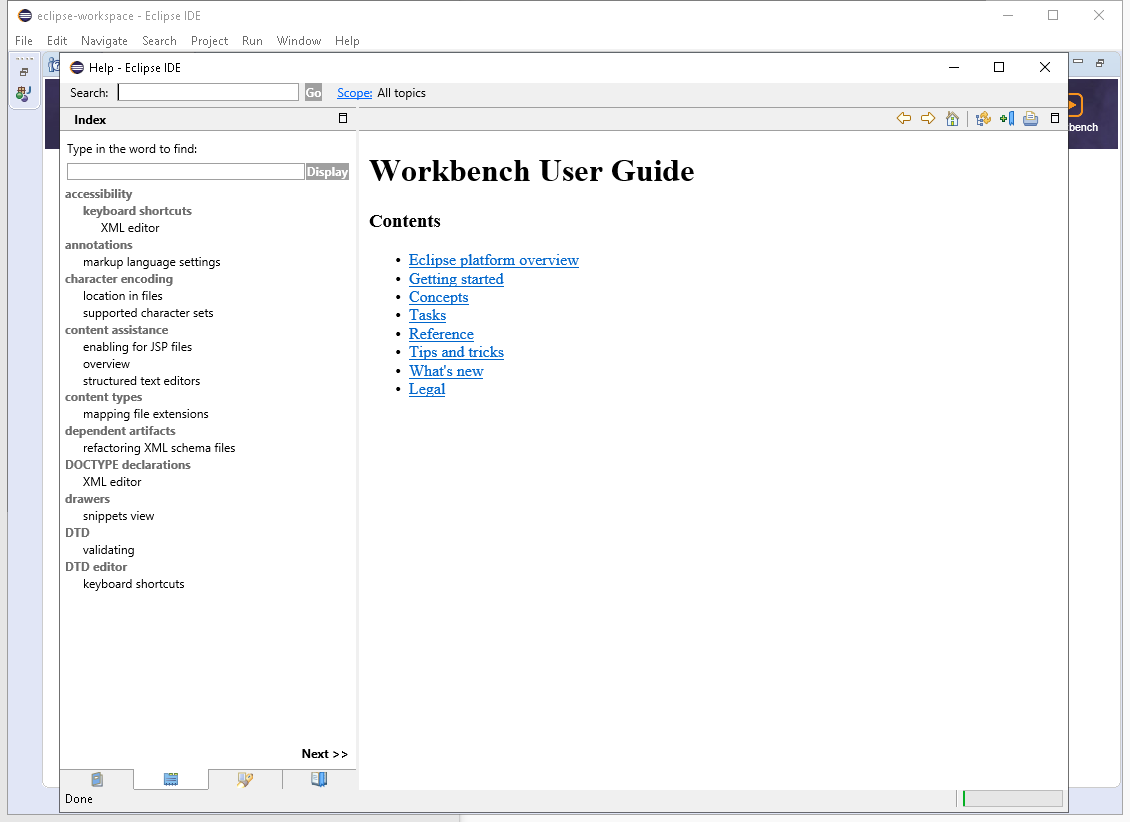 eclipse-workspace - Eclipse IDE
File Edit Navigate Search Project Run Window Help
Help - Eclipse IDE
Search: Go Scope: All topics
Index
Type in the word to find:
Display
accessibility
keyboard shortcuts
XML editor
annotations
markup language settings
character encoding
location in files
supported character sets
content assistance
enabling for JSP files
overview
structured text editors
content types
mapping file extensions
dependent artifacts
refactoring XML schema files
DOCTYPE declarations
XML editor
drawers
snippets view
DTD
validating
DTD editor
keyboard shortcuts
Next >>
Done
Workbench User Guide
Contents
• Eclipse platform overview
• Getting started
• Concepts
• Tasks
• Reference
• Tips and tricks
• What's new
• Legal
bench